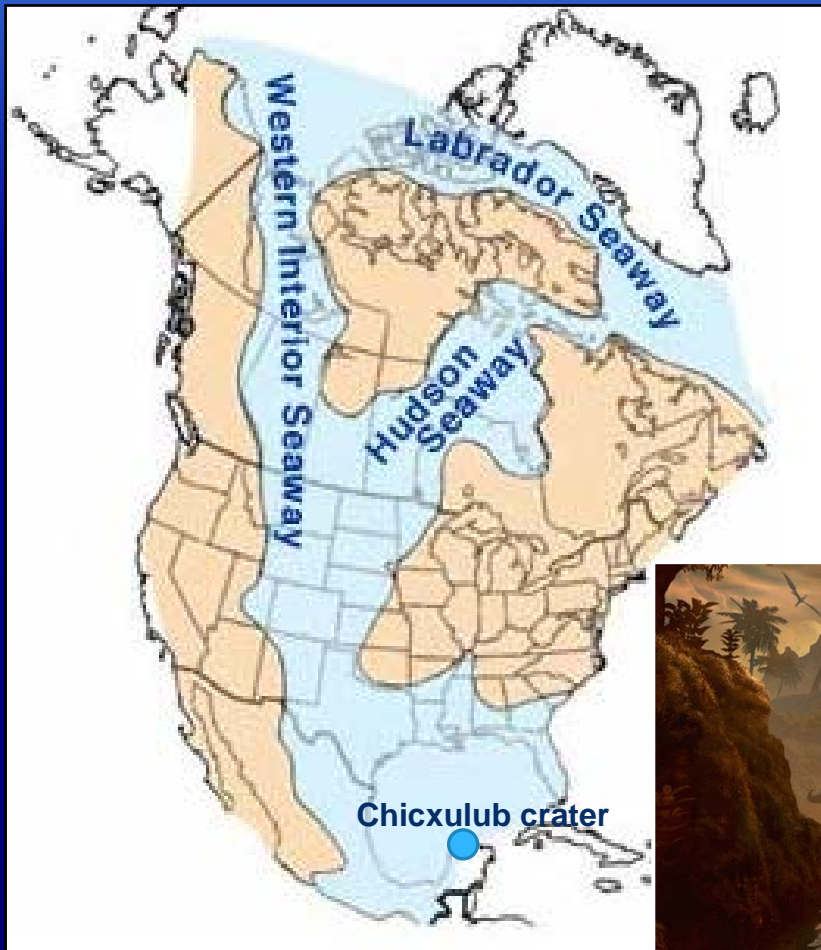 Western Interior Seaway
Labrador Seaway
Hudson
Seaway
Chicxulub crater